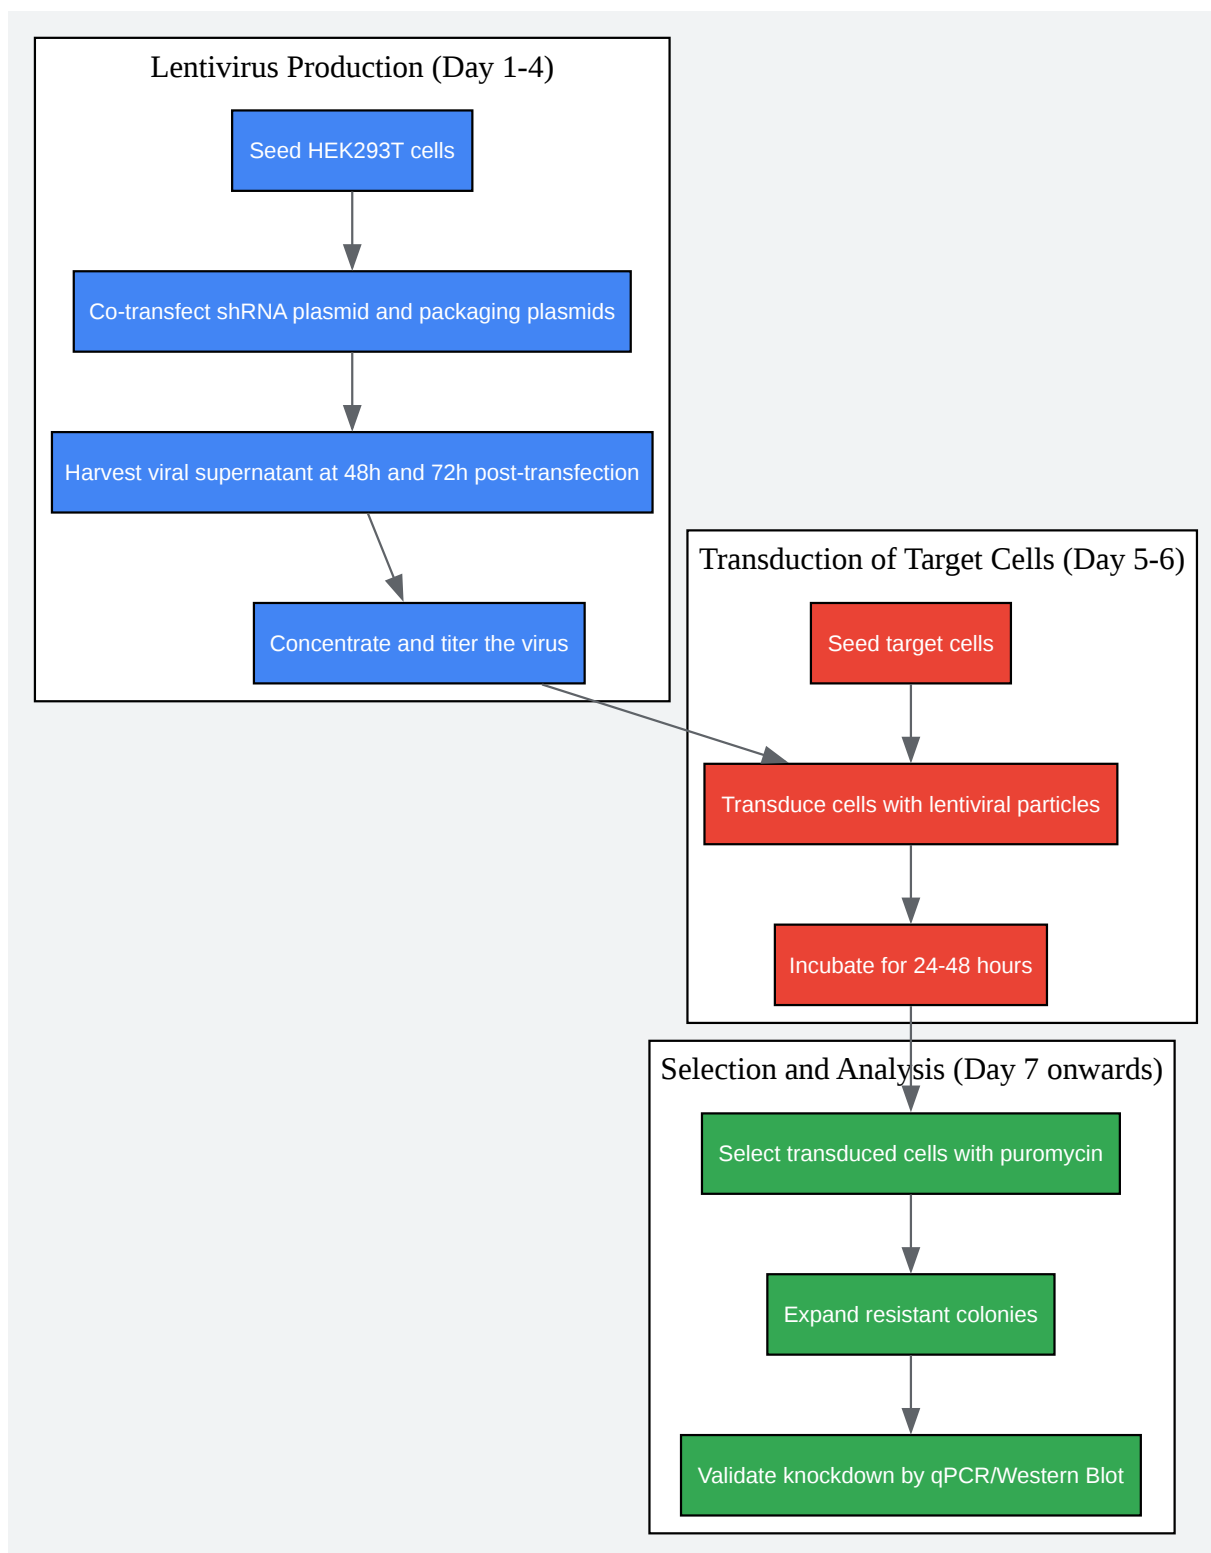 Lentivirus Production (Day 1-4)
Seed HEK293T cells
Co-transfect shRNA plasmid and packaging plasmids
Harvest viral supernatant at 48h and 72h post-transfection
Concentrate and titer the virus
Transduction of Target Cells (Day 5-6)
Seed target cells
Transduce cells with lentiviral particles
Incubate for 24-48 hours
Selection and Analysis (Day 7 onwards)
Select transduced cells with puromycin
Expand resistant colonies
Validate knockdown by qPCR/Western Blot